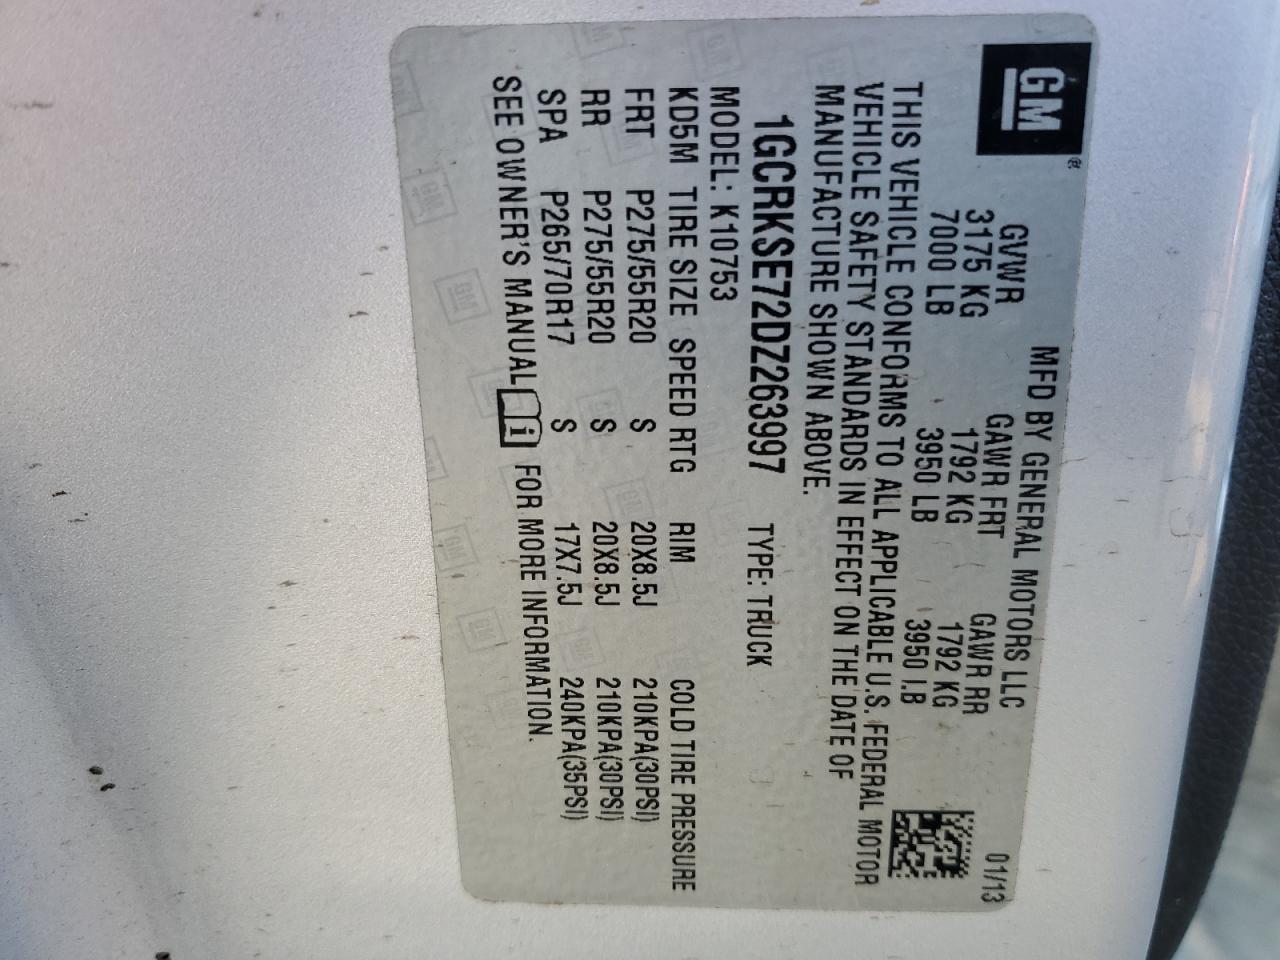 GM®
MFD BY GENERAL MOTORS LLC 01/13
GVWR GAWR FRT GAWR RR
3175 KG 1792 KG 1792 KG
7000 LB 3950 LB 3950 LB
THIS VEHICLE CONFORMS TO ALL APPLICABLE U.S. FEDERAL MOTOR
VEHICLE SAFETY STANDARDS IN EFFECT ON THE DATE OF
MANUFACTURE SHOWN ABOVE.
1GCRKSE72DZ263997 TYPE: TRUCK
MODEL: K10753
KD5M TIRE SIZE SPEED RTG RIM COLD TIRE PRESSURE
FRT P275/55R20 S 20X8.5J 210KPA(30PSI)
RR P275/55R20 S 20X8.5J 210KPA(30PSI)
SPA P265/70R17 S 17X7.5J 240KPA(35PSI)
SEE OWNER'S MANUAL i FOR MORE INFORMATION.